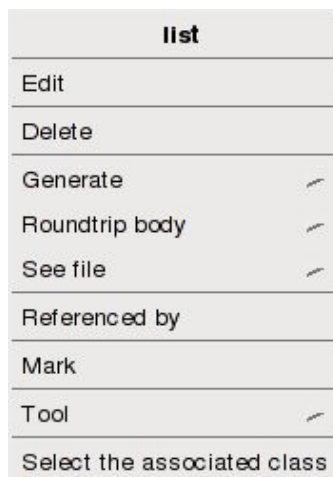 list
Edit
Delete
Generate
Roundtrip body
See file
Referenced by
Mark
Tool
Select the associated class